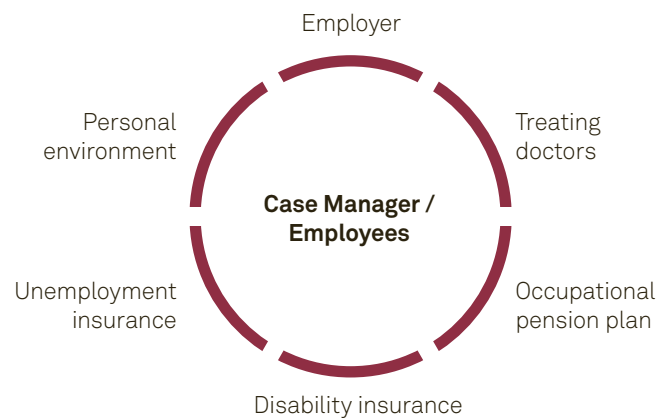 Employer
Personal
environment
Treating
doctors
Case Manager /
Employees
Unemployment
insurance
Occupational
pension plan
Disability insurance